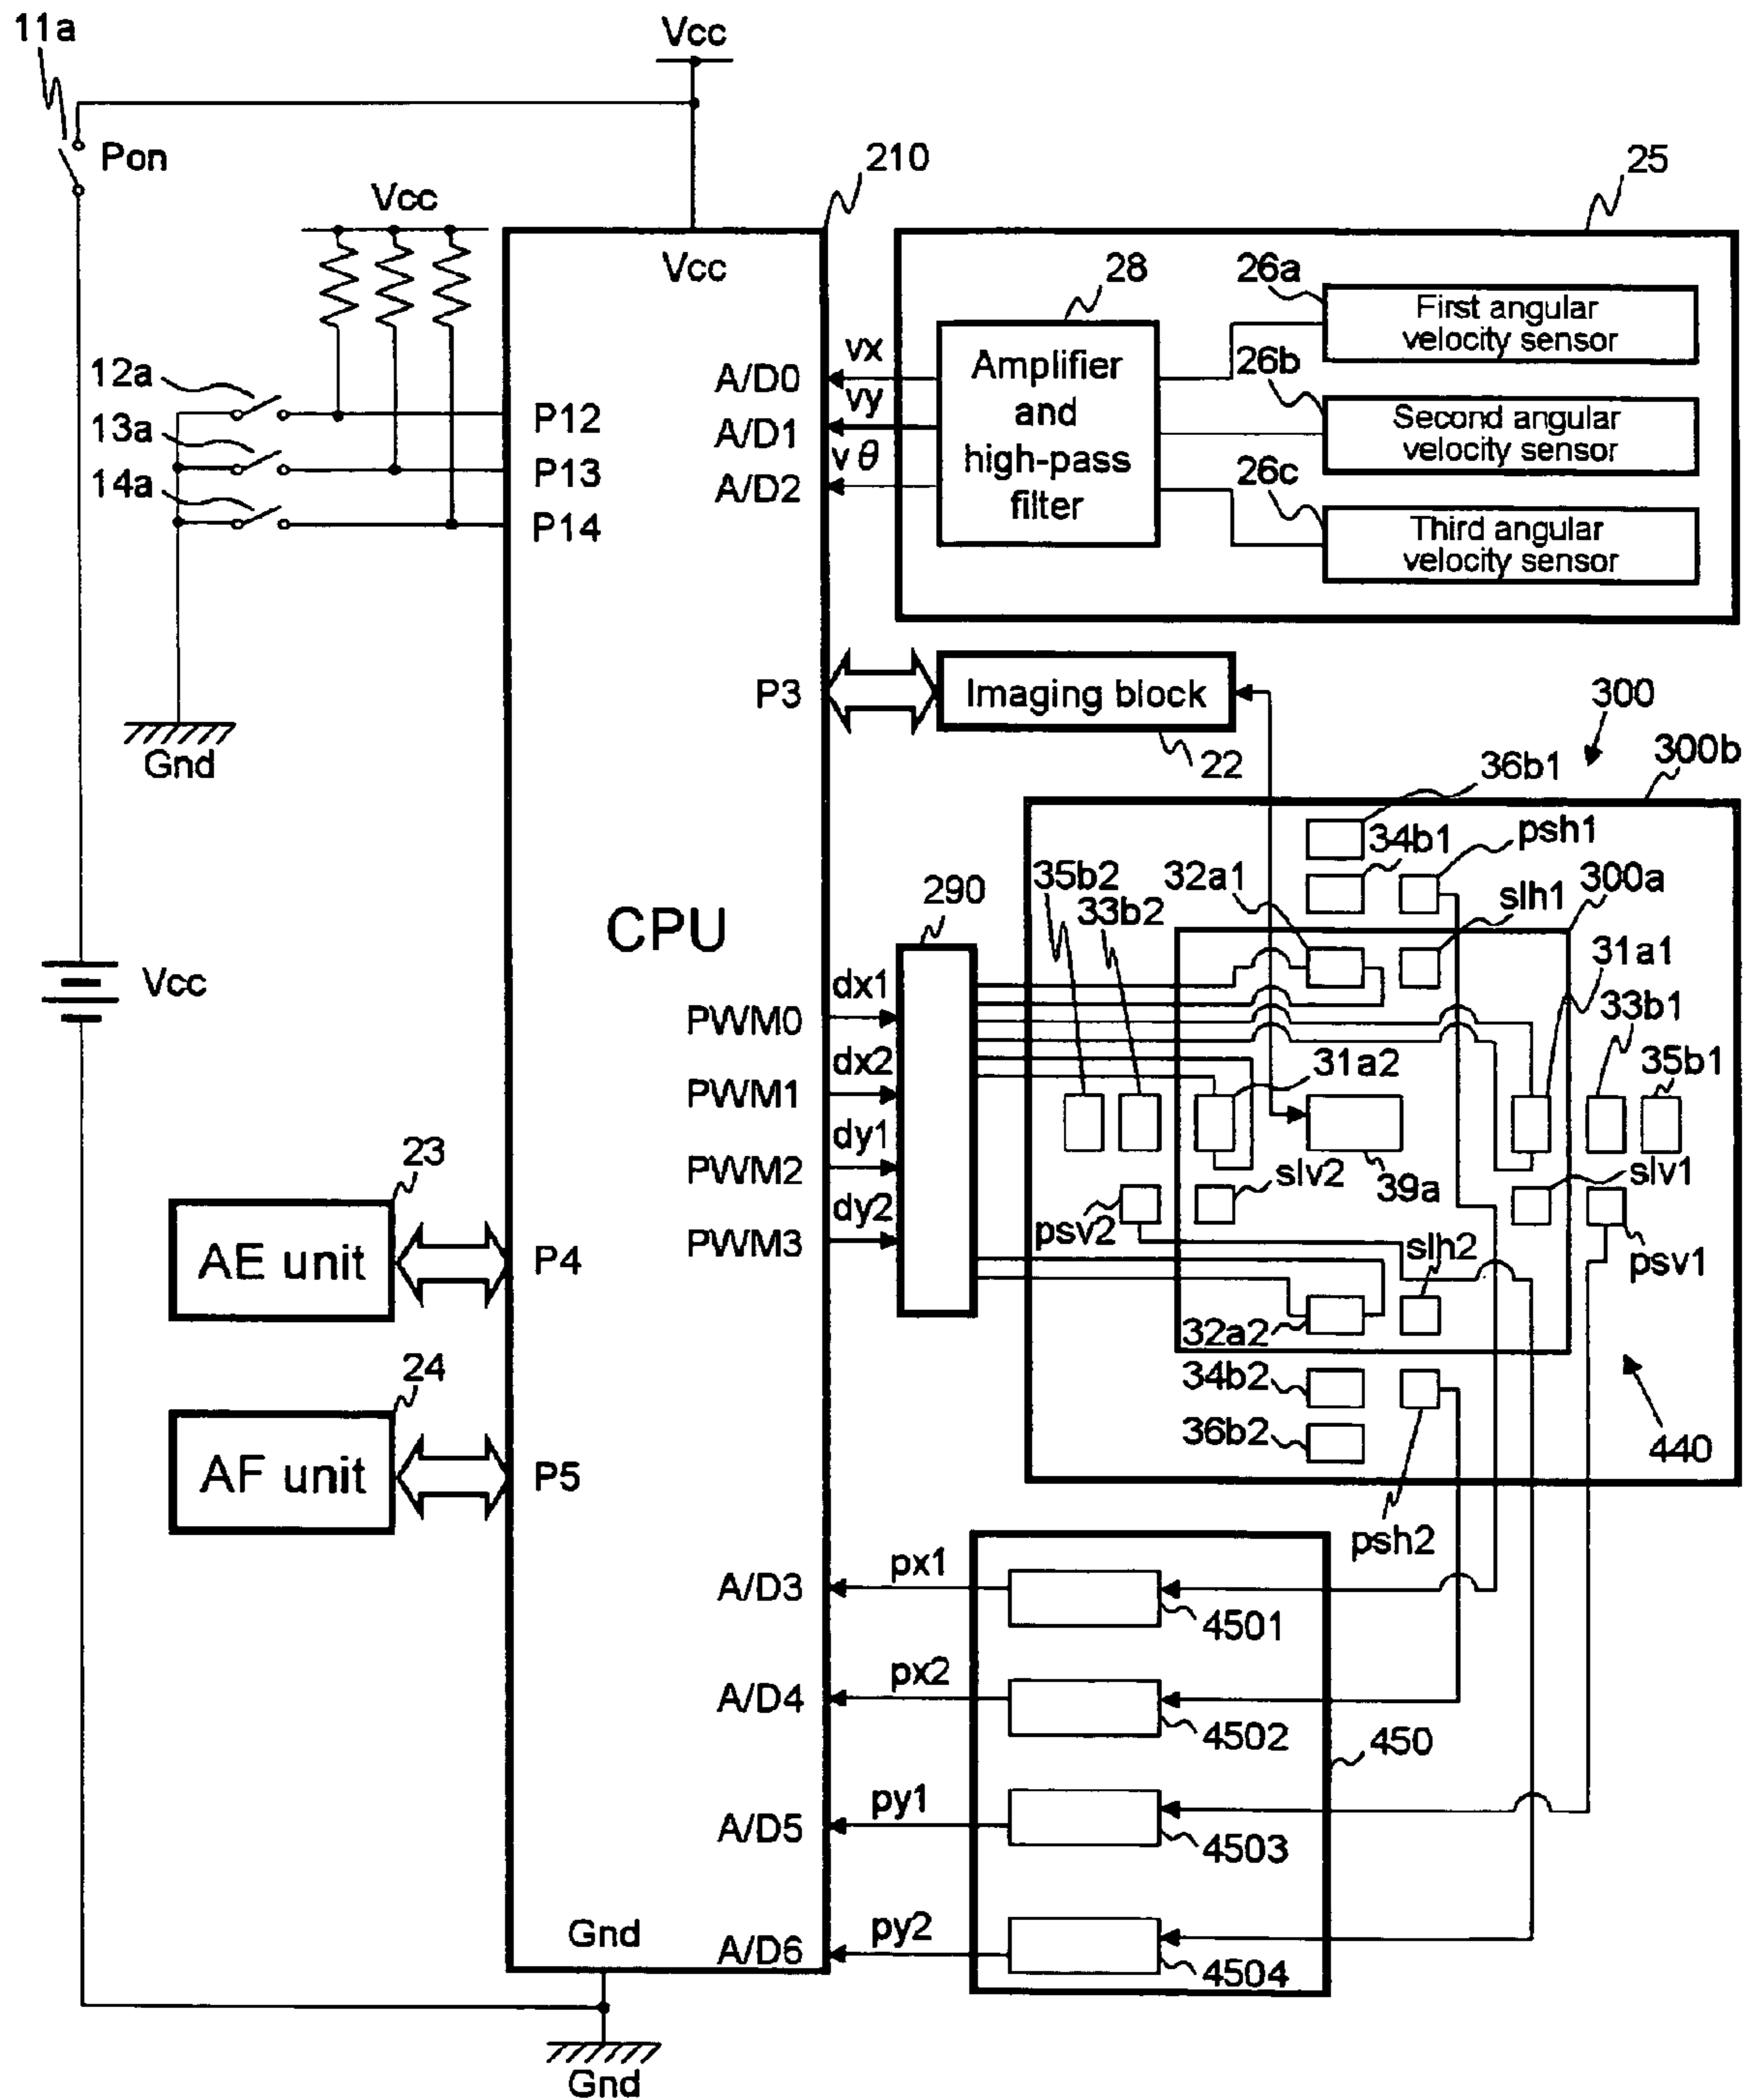 11a
Vcc
Pon
210
25
Vcc
Vcc
28
26a
First angular
velocity sensor
12a
P12
A/D0
vx
Amplifier
and
high-pass
filter
26b
Second angular
velocity sensor
13a
P13
A/D1
vy
14a
P14
A/D2
vθ
26c
Third angular
velocity sensor
P3
Imaging block
22
Gnd
300
300b
36b1
34b1
psh1
35b2
33b2
32a1
300a
slh1
290
CPU
31a1
33b1
35b1
Vcc
dx1
PWM0
dx2
PWM1
31a2
dy1
PWM2
39a
slv2
slv1
dy2
PWM3
psv2
psv1
slh2
23
AE unit
P4
32a2
24
AF unit
P5
34b2
36b2
440
psh2
A/D3
px1
4501
A/D4
px2
4502
450
A/D5
py1
4503
Gnd
A/D6
py2
4504
Gnd